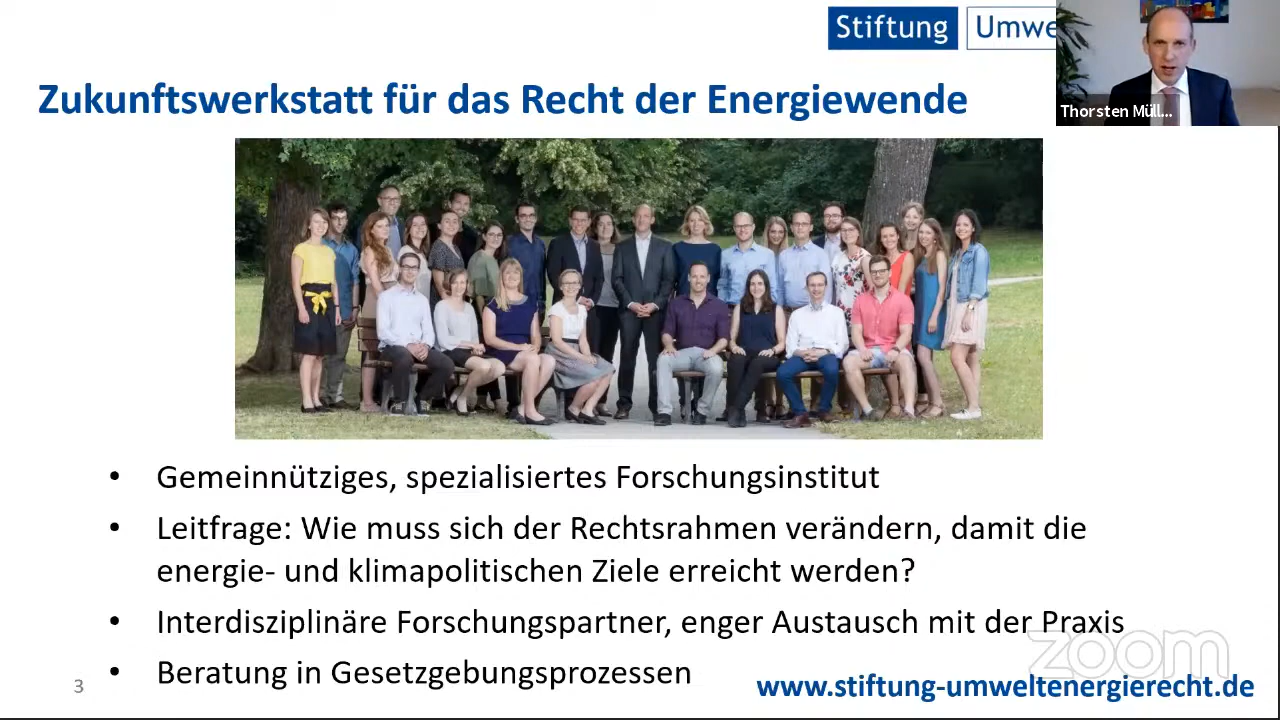 Stiftung
Thorsten Müll...
Zukunftswerkstatt für das Recht der Energiewende
• Gemeinnütziges, spezialisiertes Forschungsinstitut
• Leitfrage: Wie muss sich der Rechtsrahmen verändern, damit die
energie- und klimapolitischen Ziele erreicht werden?
• Interdisziplinäre Forschungspartner, enger Austausch mit der Praxis
• Beratung in Gesetzgebungsprozessen
zoom
3
www.stiftung-umweltenergierecht.de